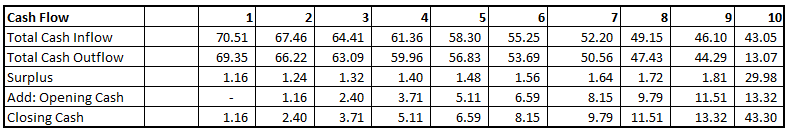 Cash Flow 1 2 3 4 5 6 7 8 9 10
Total Cash Inflow 70.51 67.46 64.41 61.36 58.30 55.25 52.20 49.15 46.10 43.05
Total Cash Outflow 69.35 66.22 63.09 59.96 56.83 53.69 50.56 47.43 44.29 13.07
Surplus 1.16 1.24 1.32 1.40 1.48 1.56 1.64 1.72 1.81 29.98
Add: Opening Cash - 1.16 2.40 3.71 5.11 6.59 8.15 9.79 11.51 13.32
Closing Cash 1.16 2.40 3.71 5.11 6.59 8.15 9.79 11.51 13.32 43.30